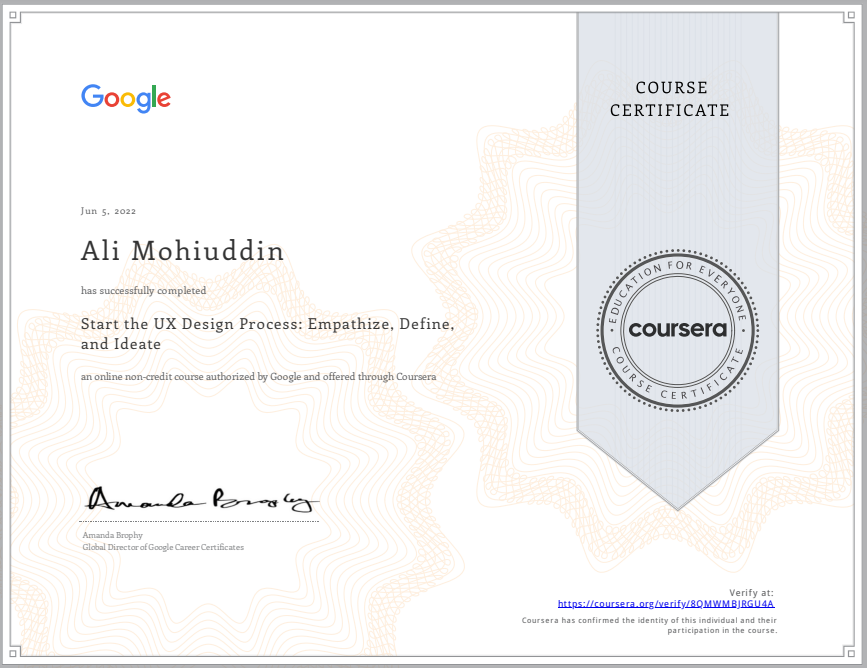 Google
COURSE
CERTIFICATE
Jun 5, 2022
Ali Mohiuddin
has successfully completed
Start the UX Design Process: Empathize, Define,
and Ideate
an online non-credit course authorized by Google and offered through Coursera
EDUCATION FOR EVERYONE
coursera
COURSE CERTIFICATE
Amanda Brophy
Amanda Brophy
Global Director of Google Career Certificates
Verify at:
https://coursera.org/verify/8QMWMBJRGU4A
Coursera has confirmed the identity of this individual and their
participation in the course.